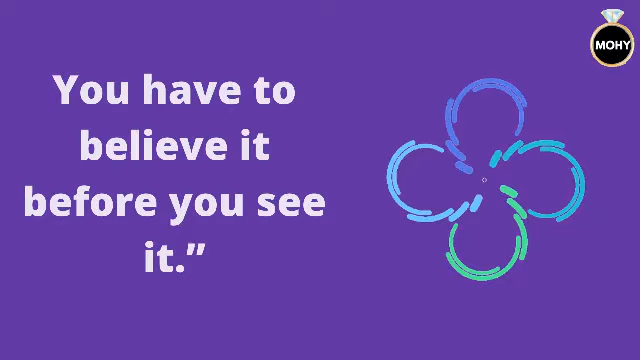 You have to
believe it
before you see
it.”
MOHY